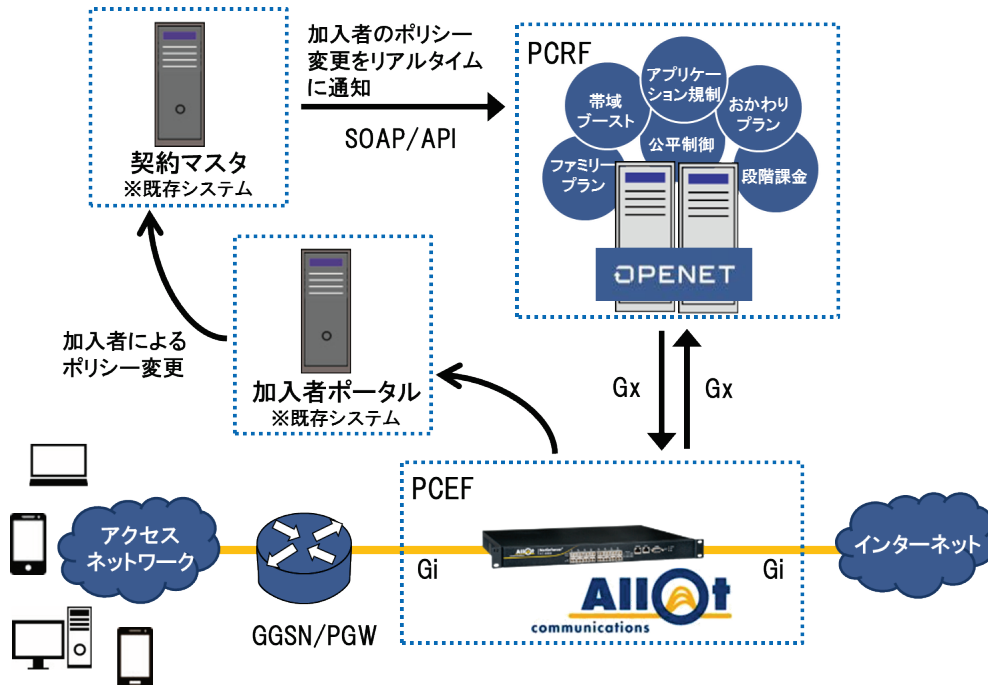 加入者のポリシー
変更をリアルタイム
に通知
SOAP/API
契約マスタ
※既存システム
PCRF
アプリケー
ション規制
帯域
ブースト
おかわり
プラン
公平制御
ファミリー
プラン
段階課金
OPENET
加入者による
ポリシー変更
加入者ポータル
※既存システム
Gx
Gx
PCEF
アクセス
ネットワーク
GGSN/PGW
Gi
Allot
Gi
インターネット
Allot
communications